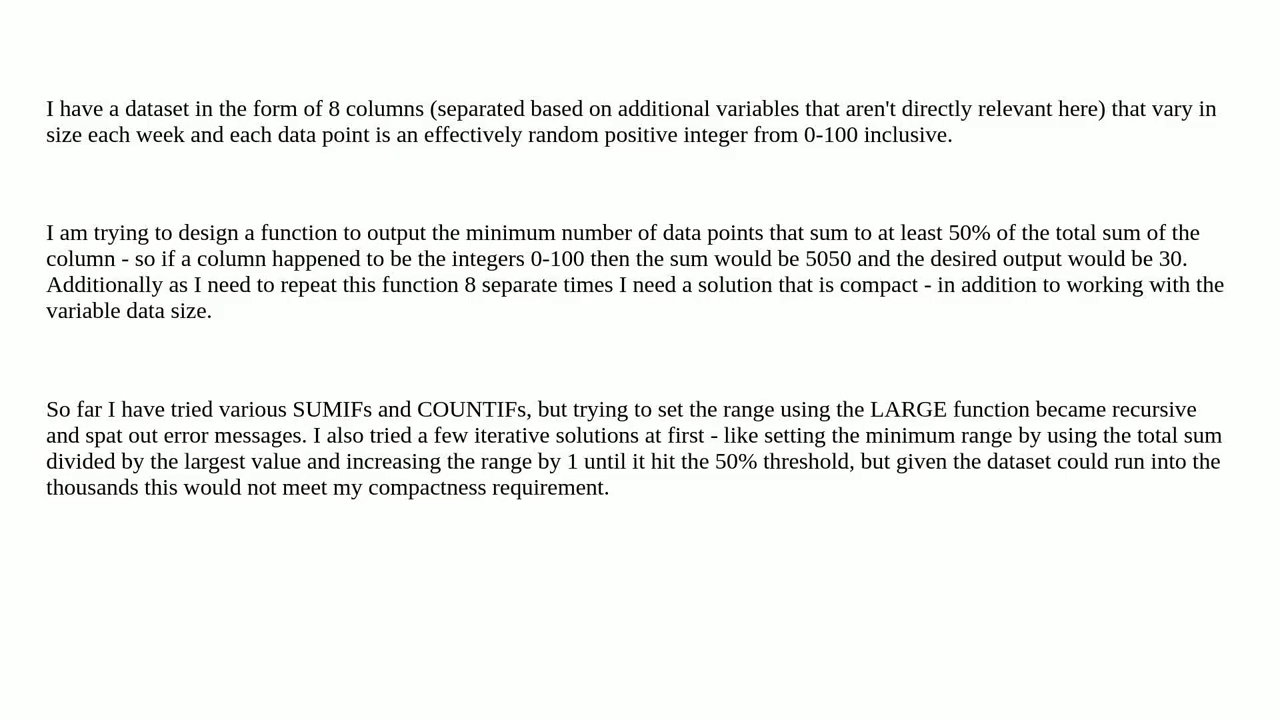 I have a dataset in the form of 8 columns (separated based on additional variables that aren't directly relevant here) that vary in
size each week and each data point is an effectively random positive integer from 0-100 inclusive.
I am trying to design a function to output the minimum number of data points that sum to at least 50% of the total sum of the
column - so if a column happened to be the integers 0-100 then the sum would be 5050 and the desired output would be 30.
Additionally as I need to repeat this function 8 separate times I need a solution that is compact - in addition to working with the
variable data size.
So far I have tried various SUMIFs and COUNTIFs, but trying to set the range using the LARGE function became recursive
and spat out error messages. I also tried a few iterative solutions at first - like setting the minimum range by using the total sum
divided by the largest value and increasing the range by 1 until it hit the 50% threshold, but given the dataset could run into the
thousands this would not meet my compactness requirement.